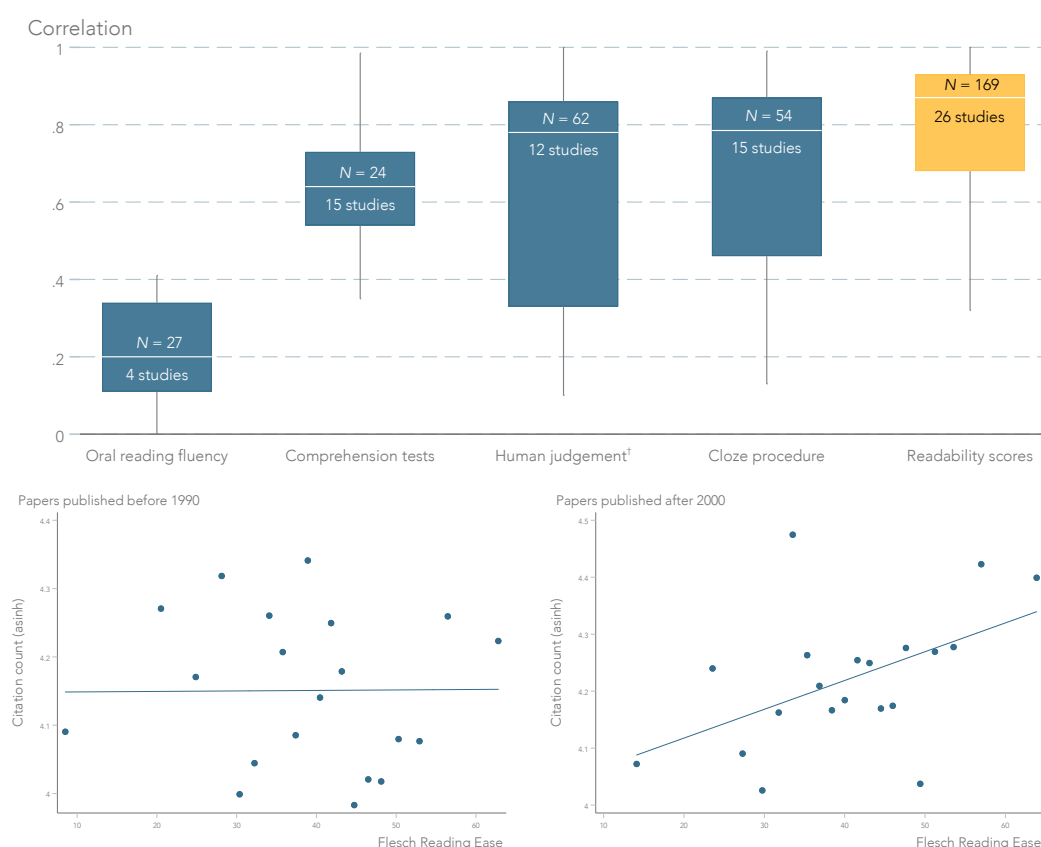 Correlation
1
N = 169
N = 62
N = 54
.8
26 studies
12 studies
15 studies
N = 24
.6
15 studies
.4
N = 27
.2
4 studies
0
Oral reading fluency
Comprehension tests
Human judgement†
Cloze procedure
Readability scores
Papers published before 1990
4.4
4.3
4.2
4.1
4
Citation count (asinh)
10 20 30 40 50 60
Flesch Reading Ease
Papers published after 2000
4.5
4.4
4.3
4.2
4.1
4
Citation count (asinh)
10 20 30 40 50 60
Flesch Reading Ease